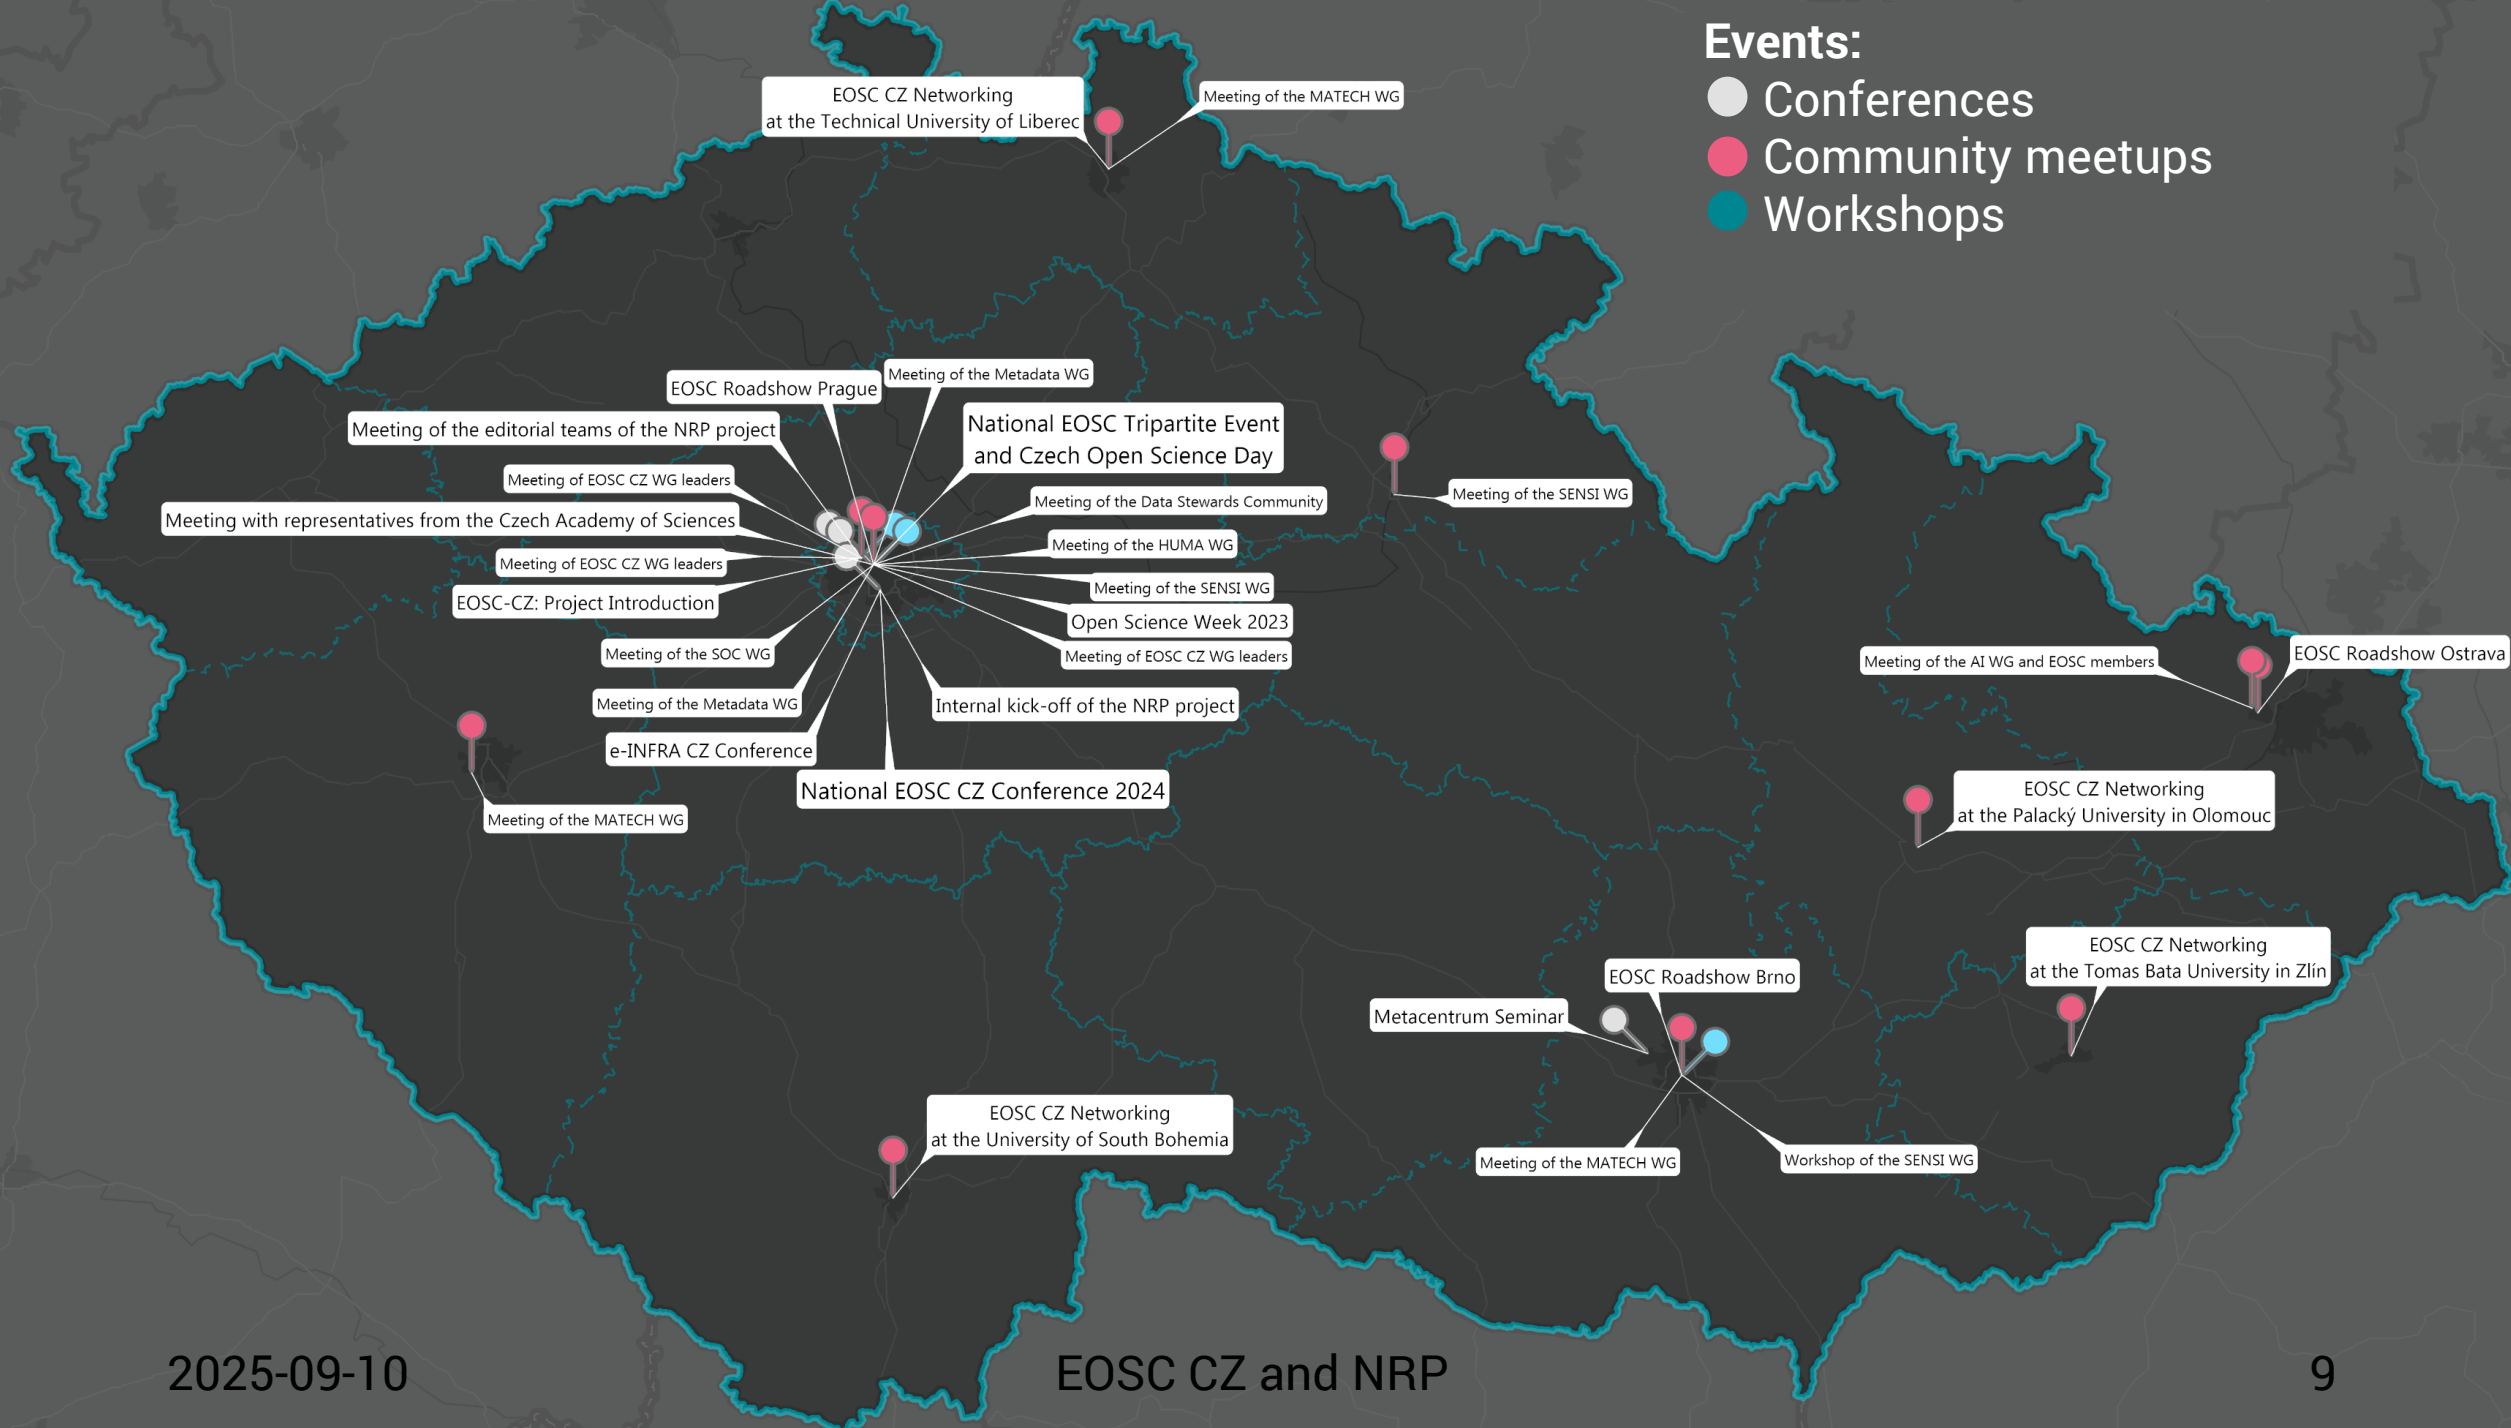 Events:
Conferences
Community meetups
Workshops
EOSC CZ Networking
at the Technical University of Liberec
Meeting of the MATECH WG
EOSC Roadshow Prague
Meeting of the Metadata WG
Meeting of the editorial teams of the NRP project
National EOSC Tripartite Event
and Czech Open Science Day
Meeting of EOSC CZ WG leaders
Meeting of the Data Stewards Community
Meeting of the SENSI WG
Meeting with representatives from the Czech Academy of Sciences
Meeting of the HUMA WG
Meeting of EOSC CZ WG leaders
Meeting of the SENSI WG
EOSC-CZ: Project Introduction
Open Science Week 2023
Meeting of the SOC WG
Meeting of EOSC CZ WG leaders
Meeting of the AI WG and EOSC members
EOSC Roadshow Ostrava
Meeting of the Metadata WG
Internal kick-off of the NRP project
e-INFRA CZ Conference
National EOSC CZ Conference 2024
Meeting of the MATECH WG
EOSC CZ Networking
at the Palacký University in Olomouc
EOSC CZ Networking
at the Tomas Bata University in Zlín
EOSC Roadshow Brno
Metacentrum Seminar
EOSC CZ Networking
at the University of South Bohemia
Meeting of the MATECH WG
Workshop of the SENSI WG
2025-09-10
EOSC CZ and NRP
9